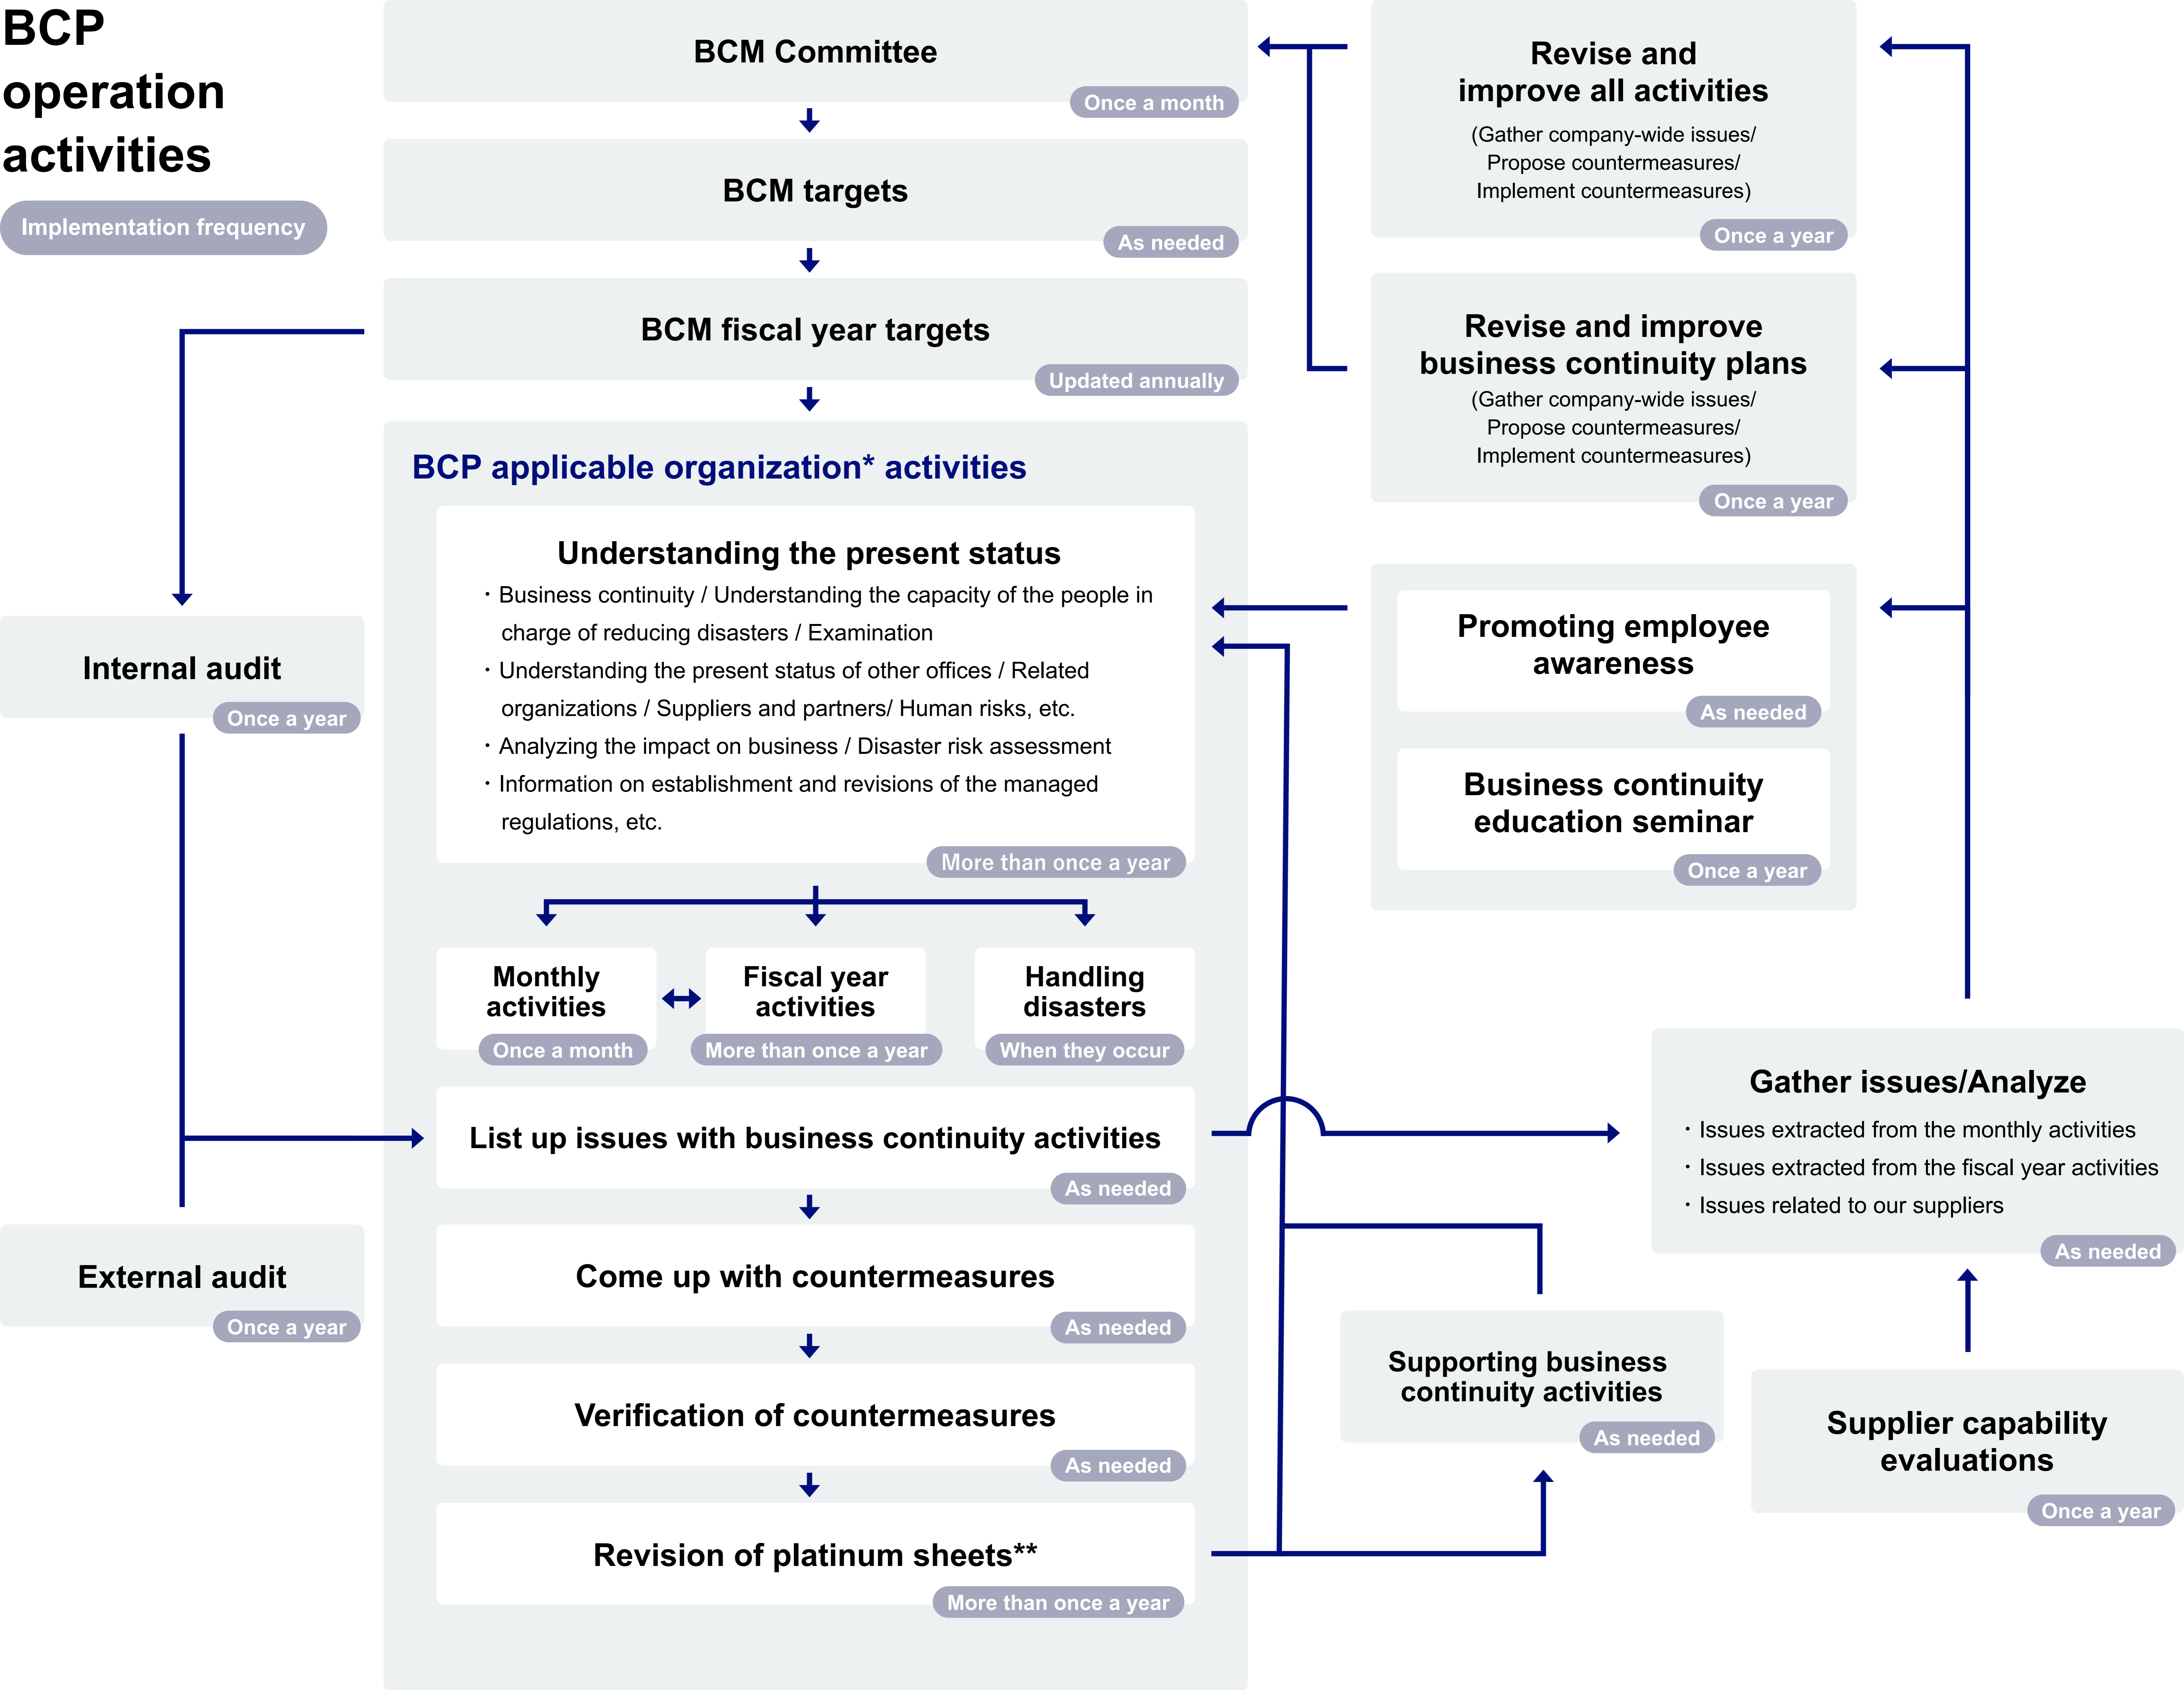 BCP
operation
activities
Implementation frequency
BCM Committee
Once a month
BCM targets
As needed
BCM fiscal year targets
Updated annually
BCP applicable organization* activities
Understanding the present status
・Business continuity / Understanding the capacity of the people in
charge of reducing disasters / Examination
・Understanding the present status of other offices / Related
organizations / Suppliers and partners/ Human risks, etc.
・Analyzing the impact on business / Disaster risk assessment
・Information on establishment and revisions of the managed
regulations, etc.
More than once a year
Monthly
activities
Once a month
Fiscal year
activities
More than once a year
Handling
disasters
When they occur
List up issues with business continuity activities
As needed
Come up with countermeasures
As needed
Verification of countermeasures
As needed
Revision of platinum sheets**
More than once a year
Internal audit
Once a year
External audit
Once a year
Revise and
improve all activities
(Gather company-wide issues/
Propose countermeasures/
Implement countermeasures)
Once a year
Revise and improve
business continuity plans
(Gather company-wide issues/
Propose countermeasures/
Implement countermeasures)
Once a year
Promoting employee
awareness
As needed
Business continuity
education seminar
Once a year
Gather issues/Analyze
・Issues extracted from the monthly activities
・Issues extracted from the fiscal year activities
・Issues related to our suppliers
As needed
Supporting business
continuity activities
As needed
Supplier capability
evaluations
Once a year